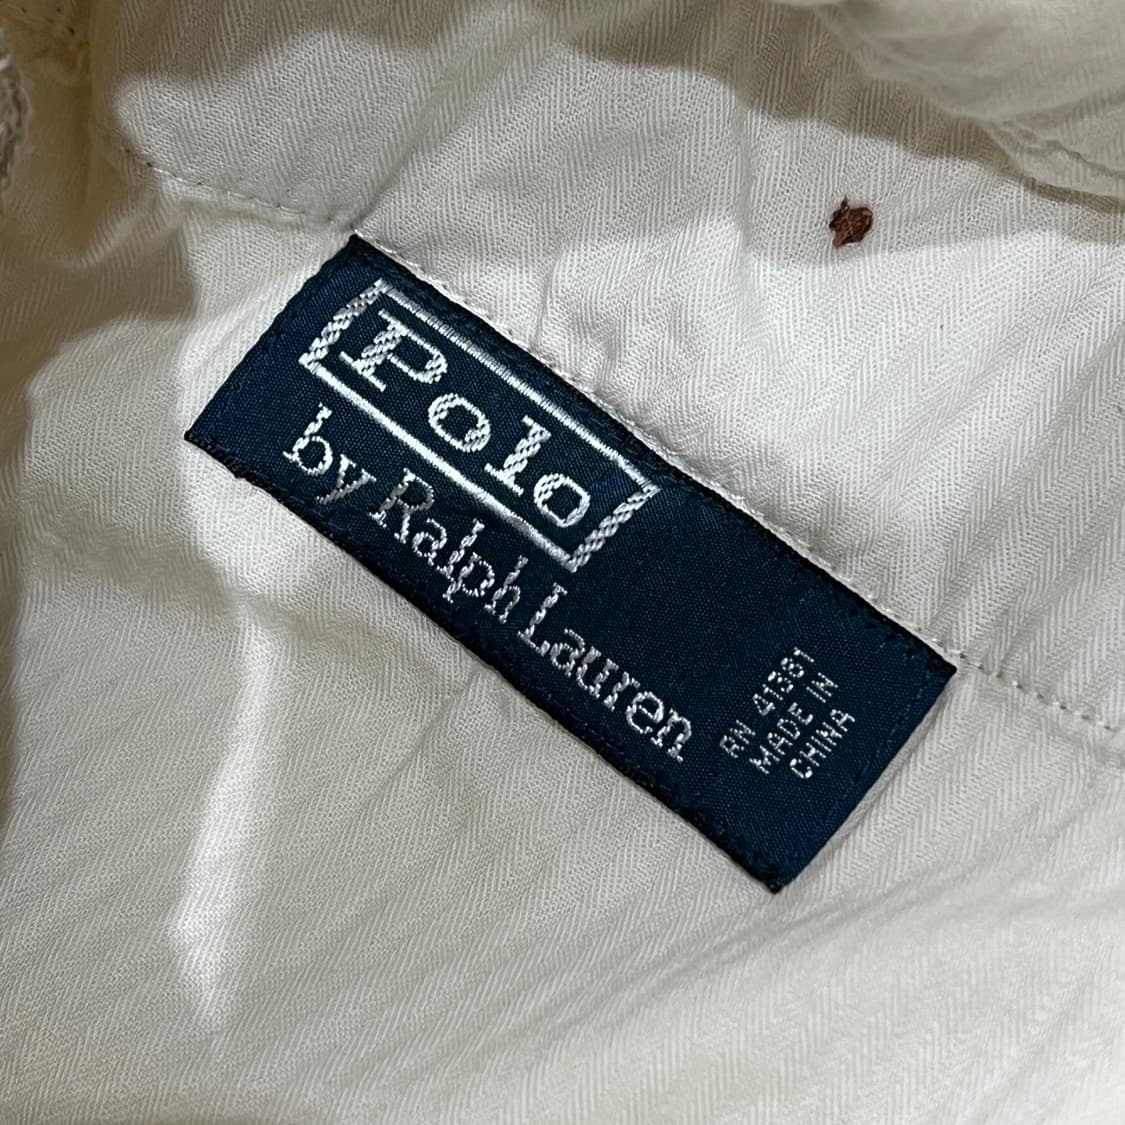 Polo
by Ralph Lauren
RN 41381
MADE IN
CHINA